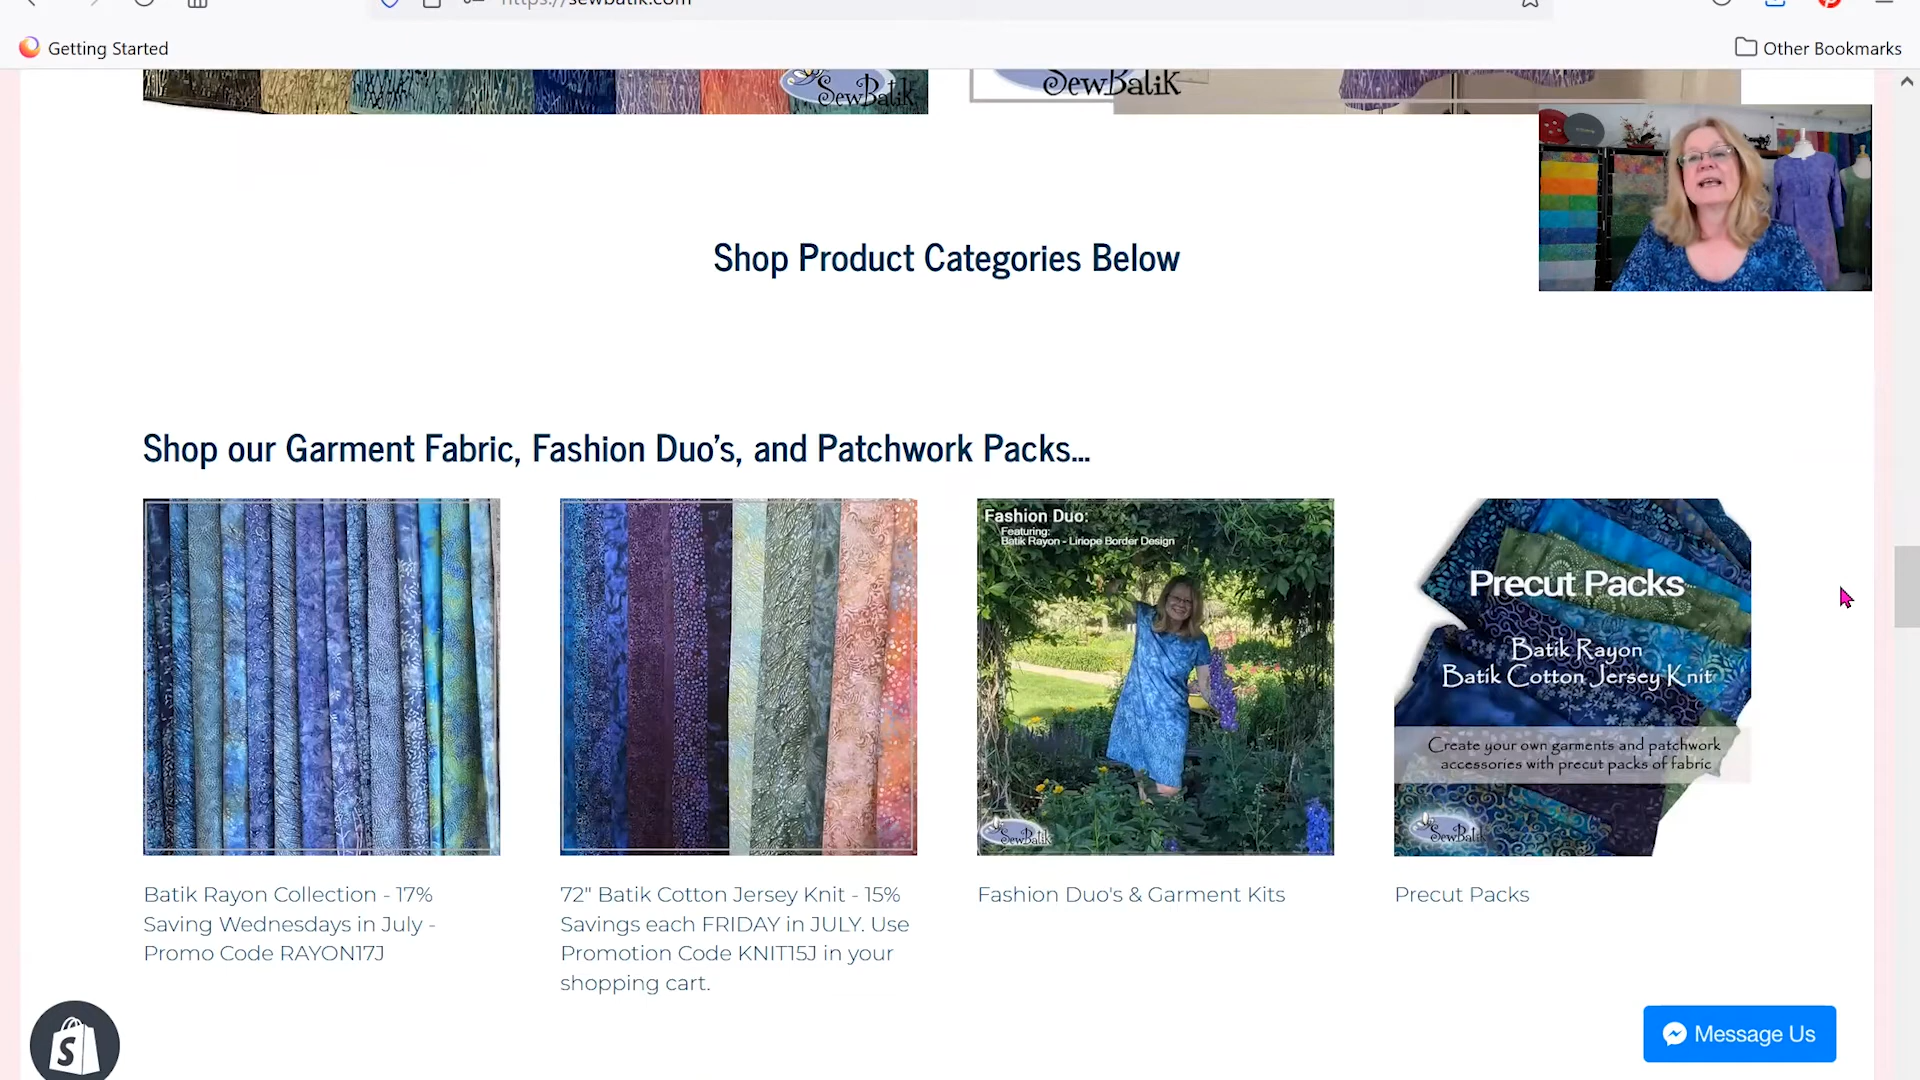 https://sewbatik.com
Getting Started
Other Bookmarks
SewBatik
SewBatik
Shop Product Categories Below
Shop our Garment Fabric, Fashion Duo's, and Patchwork Packs...
Fashion Duo:
Featuring:
Batik Rayon - Liriope Border Design
SewBatik
Precut Packs
Batik Rayon
Batik Cotton Jersey Knit
Create your own garments and patchwork
accessories with precut packs of fabric
SewBatik
Batik Rayon Collection - 17%
Saving Wednesdays in July -
Promo Code RAYON17J
72" Batik Cotton Jersey Knit - 15%
Savings each FRIDAY in JULY. Use
Promotion Code KNIT15J in your
shopping cart.
Fashion Duo's & Garment Kits
Precut Packs
Message Us